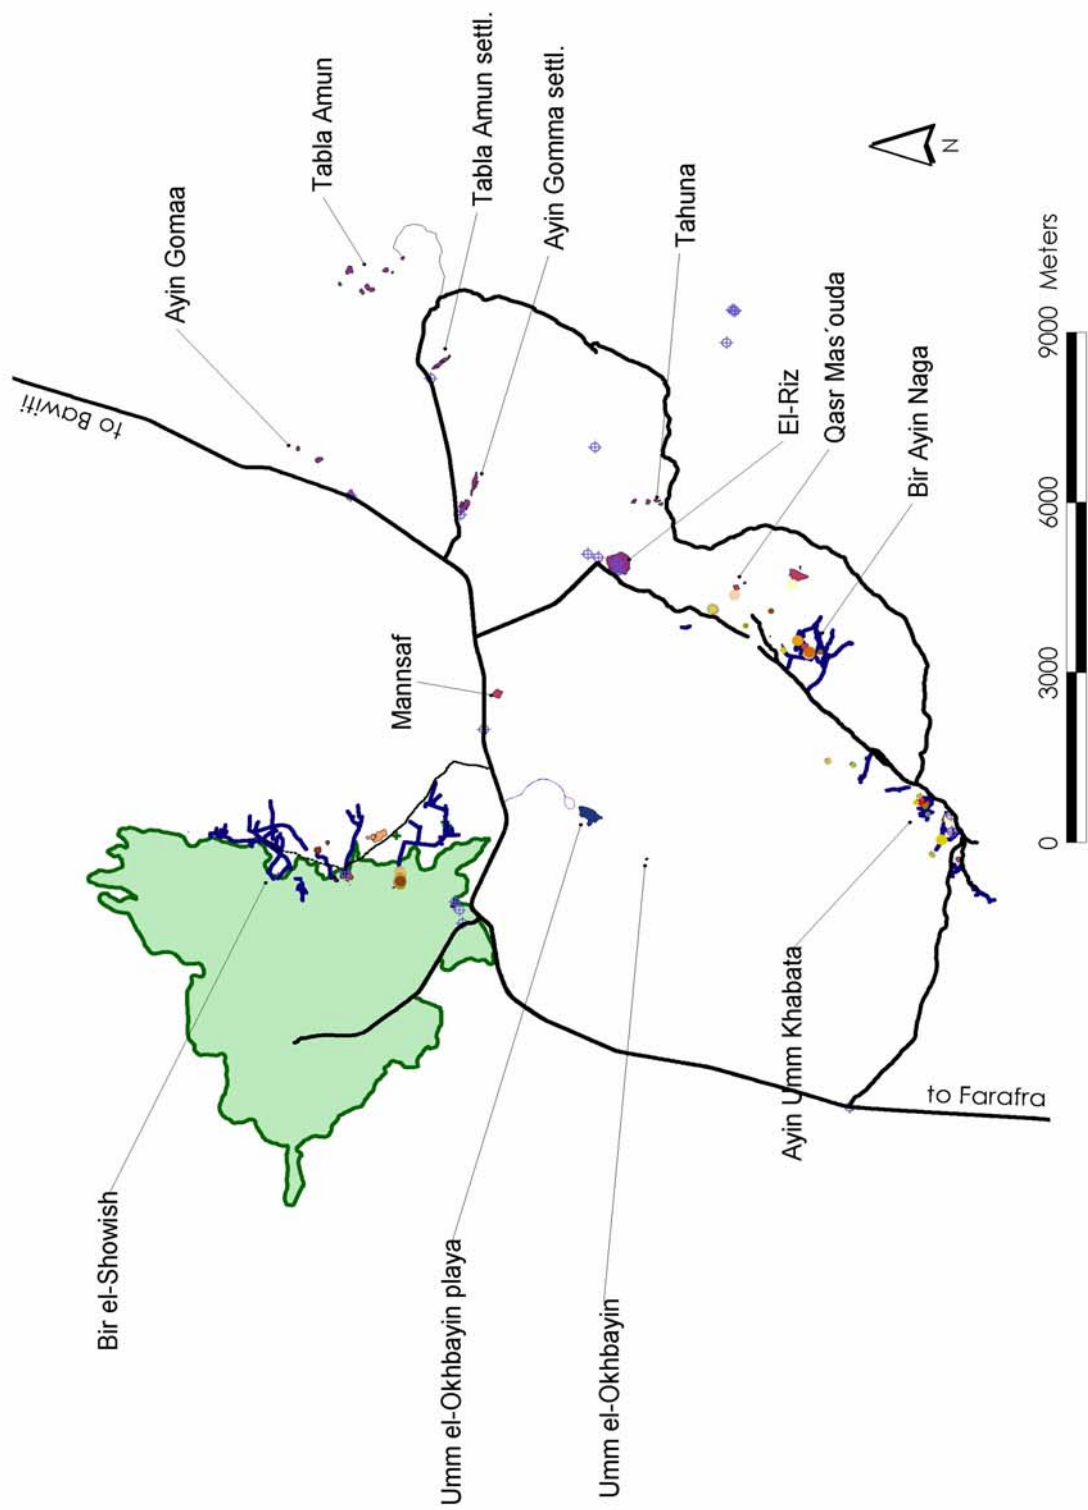 to Bawiti
Ayin Gomaa
Tabla Amun
Tabla Amun settl.
Ayin Gomma settl.
Tahuna
El-Riz
Qasr Mas´ouda
Bir Ayin Naga
Mannsaf
Bir el-Showish
Umm el-Okhbayin playa
Umm el-Okhbayin
Ayin Umm Khabata
to Farafra
N
0 3000 6000 9000 Meters